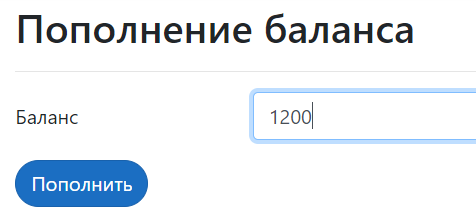 Пополнение баланса
Баланс
1200
Пополнить